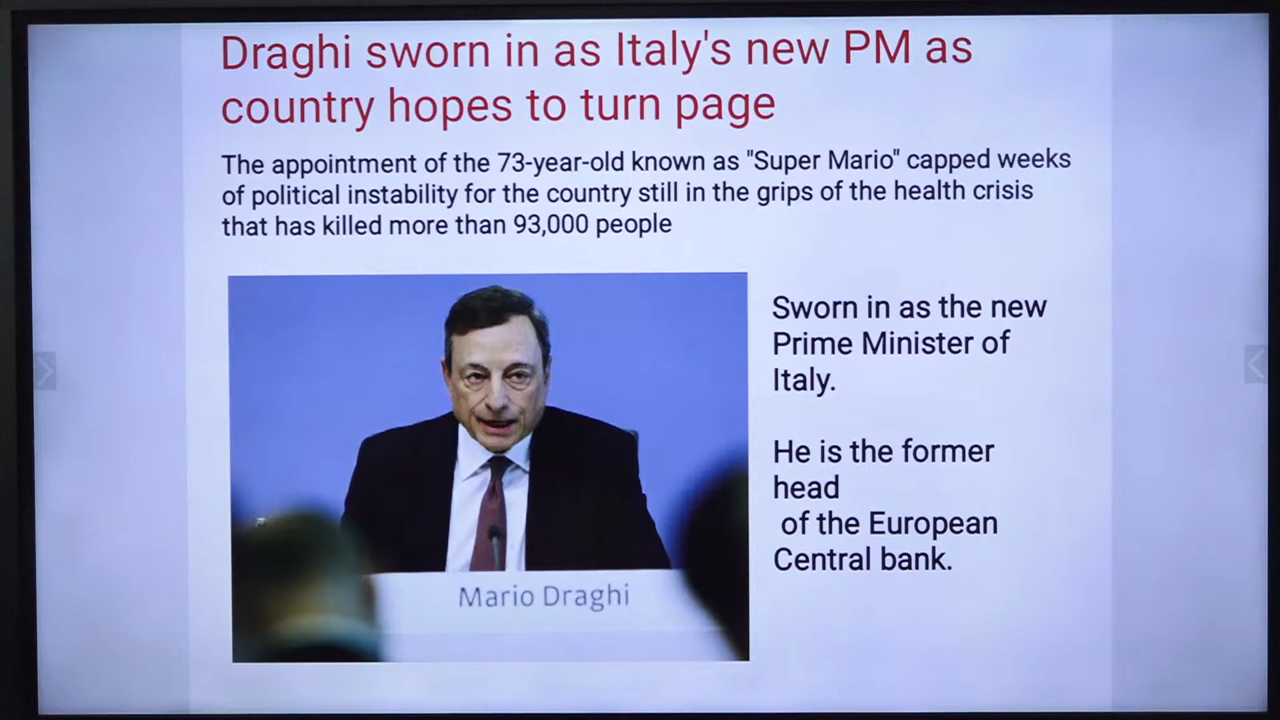 Draghi sworn in as Italy's new PM as
country hopes to turn page
The appointment of the 73-year-old known as "Super Mario" capped weeks
of political instability for the country still in the grips of the health crisis
that has killed more than 93,000 people
Sworn in as the new
Prime Minister of
Italy.
He is the former
head
of the European
Central bank.
Mario Draghi